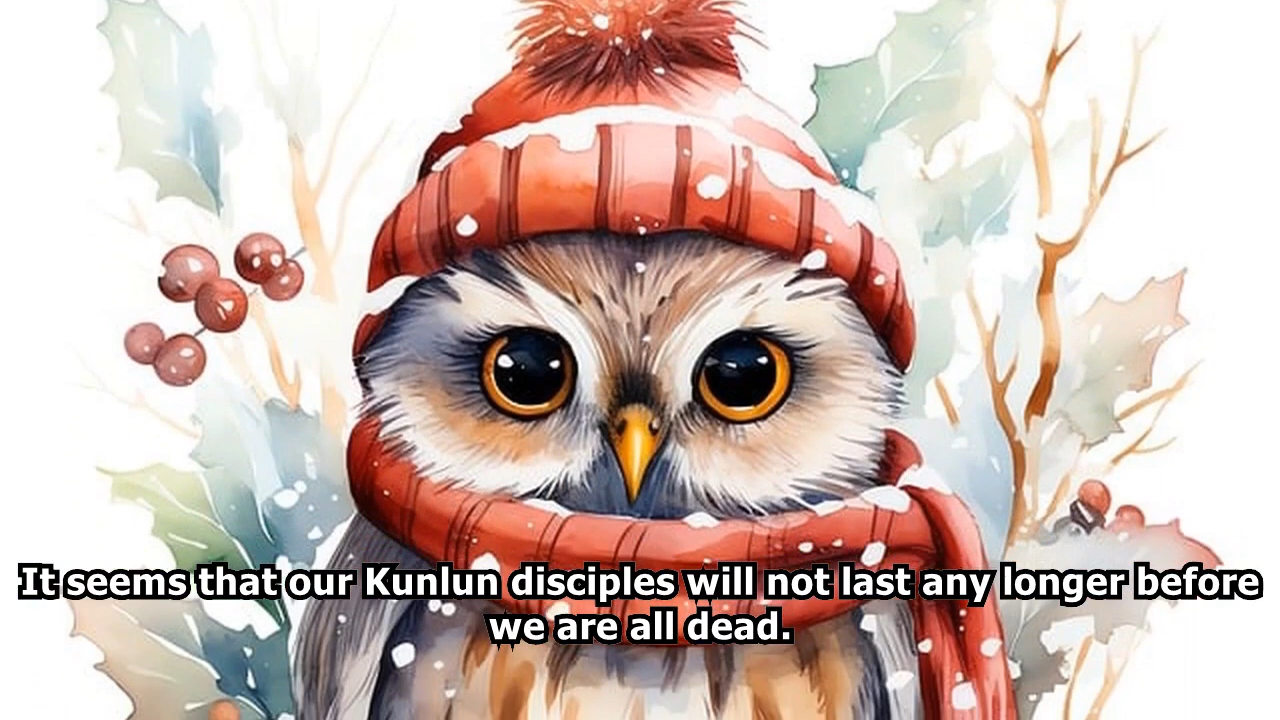 It seems that our Kunlun disciples will not last any longer before
we are all dead.